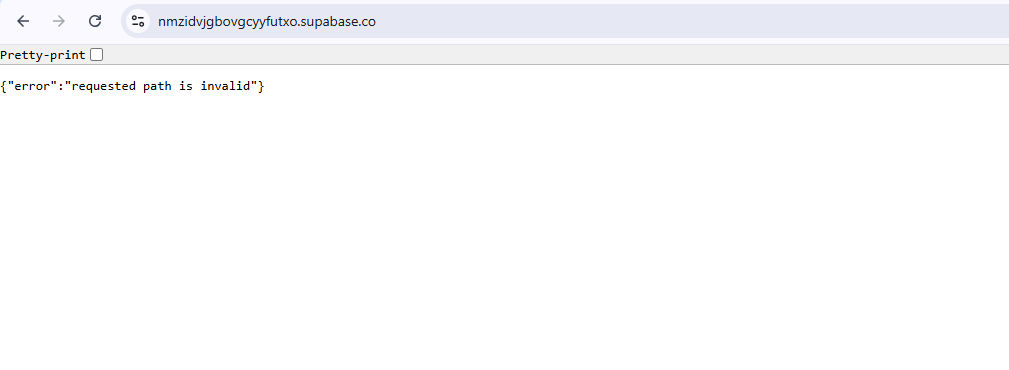 nmzidvjgbovgcyyfutxo.supabase.co
Pretty-print
{"error":"requested path is invalid"}